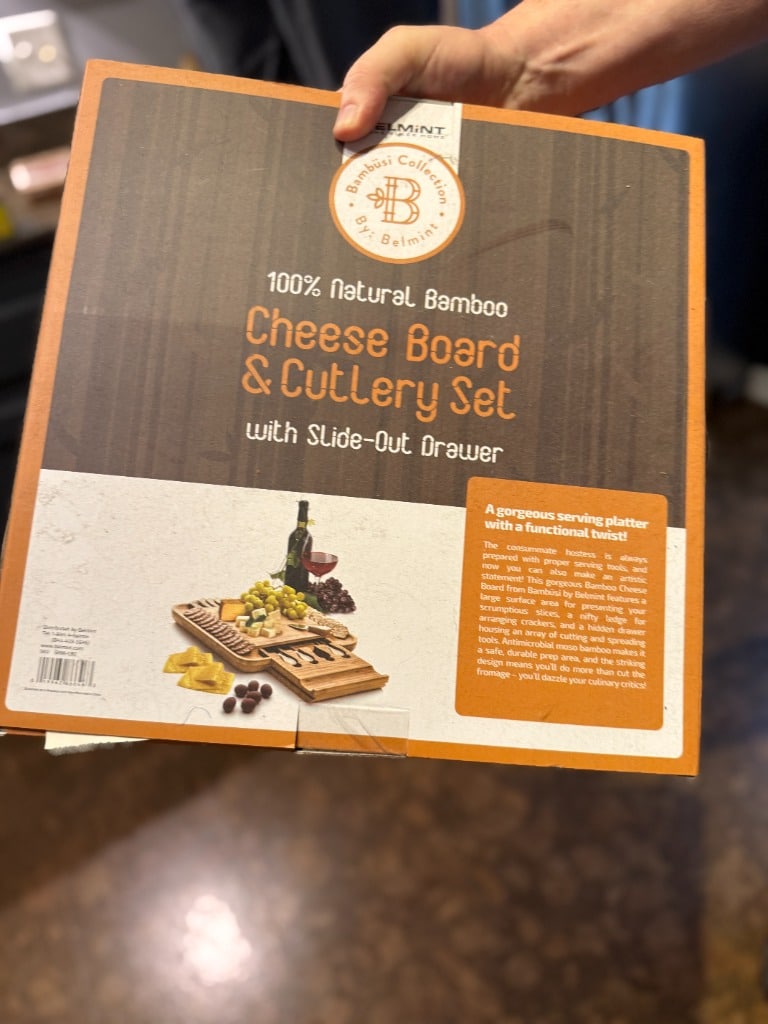 ELMiNT
Bambüsi Collection
B
By: Belmint
100% Natural Bamboo
Cheese Board
& Cutlery Set
with Slide-Out Drawer
A gorgeous serving platter
with a functional twist!
The consummate hostess is always
prepared with proper serving tools, and
now you can also make an artistic
statement! This gorgeous Bamboo Cheese
Board from Bambüsi by Belmint features a
large surface area for presenting your
scrumptious slices, a nifty ledge for
arranging crackers, and a hidden drawer
housing an array of cutting and spreading
tools. Antimicrobial moso bamboo makes it
a safe, durable prep area, and the striking
design means you'll do more than cut the
fromage - you'll dazzle your culinary critics!
Distributed by Belmint
www.belmint.com